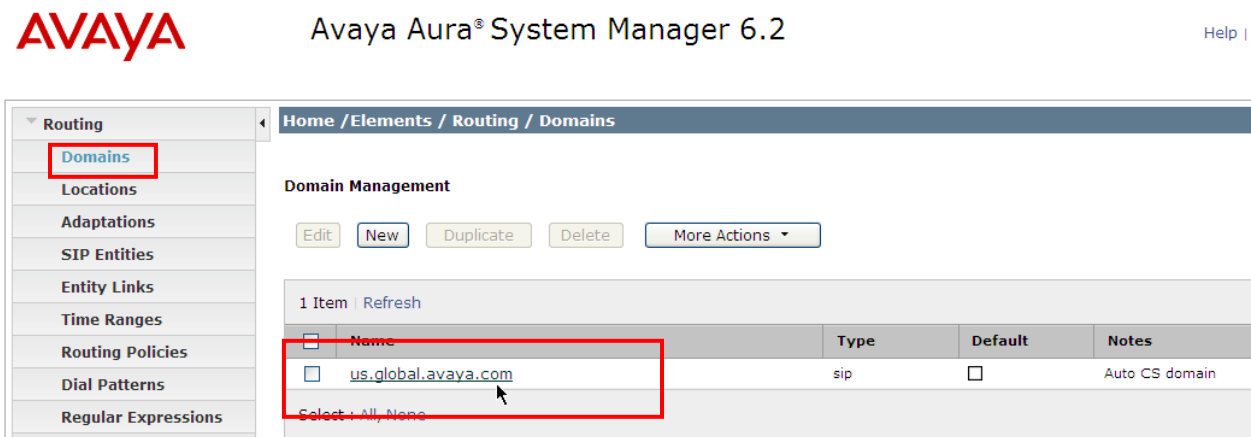 AVAYA
Avaya Aura® System Manager 6.2
Help |
Routing
Home /Elements / Routing / Domains
Domains
Locations
Adaptations
SIP Entities
Entity Links
Time Ranges
Routing Policies
Dial Patterns
Regular Expressions
Domain Management
Edit New Duplicate Delete More Actions
1 Item | Refresh
Name Type Default Notes
us.global.avaya.com sip Auto CS domain
Select : All, None